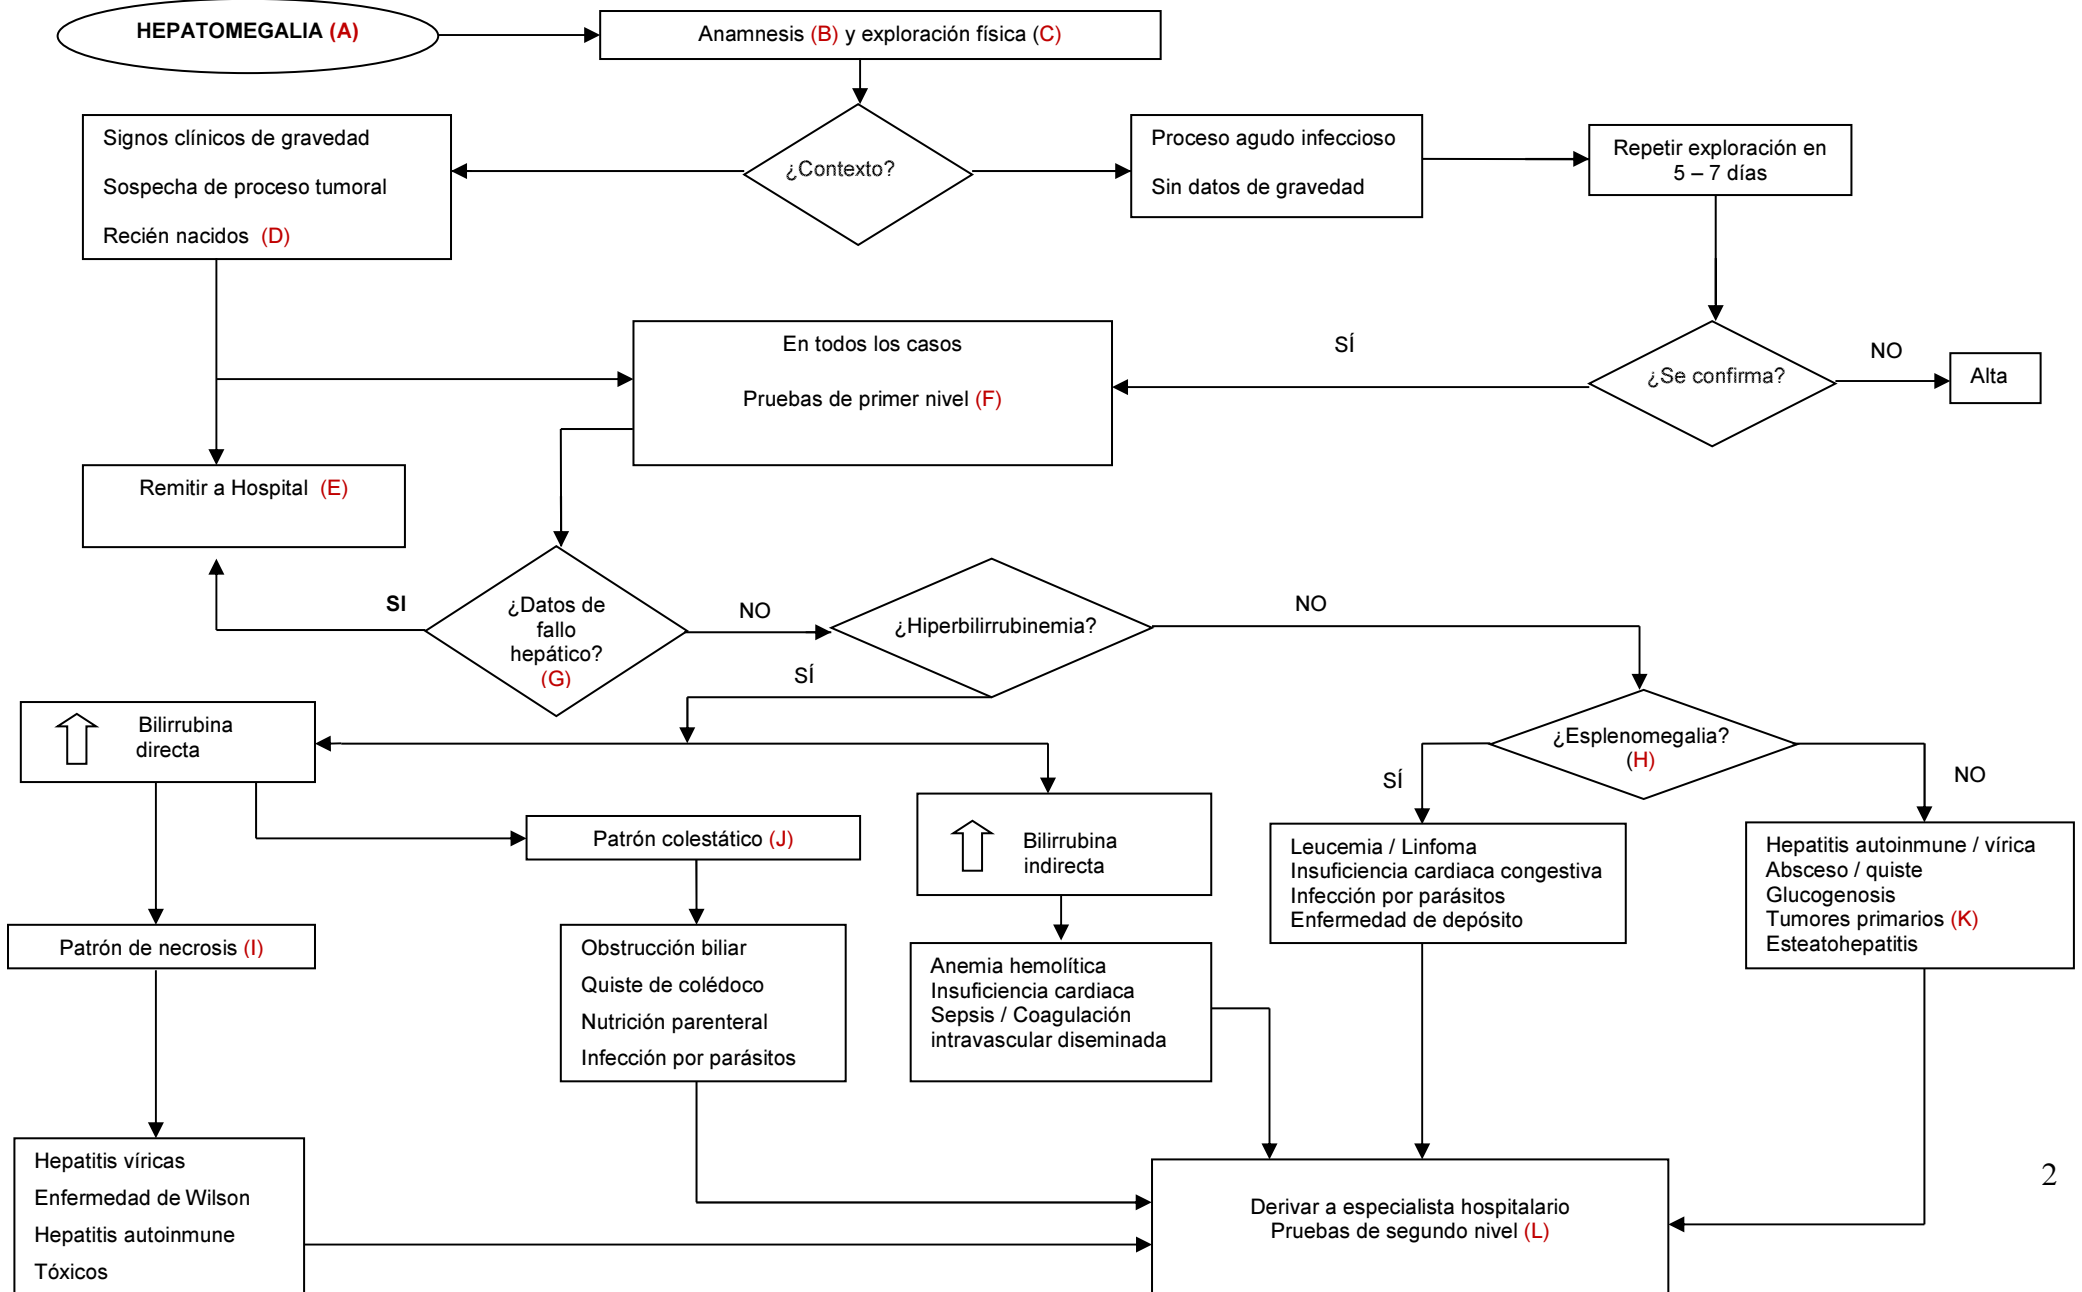 HEPATOMEGALIA (A)
Anamnesis (B) y exploración física (C)
Signos clínicos de gravedad
Sospecha de proceso tumoral
Recién nacidos (D)
¿Contexto?
Proceso agudo infeccioso
Sin datos de gravedad
Repetir exploración en
5 – 7 días
En todos los casos
Pruebas de primer nivel (F)
SÍ
¿Se confirma?
NO
Alta
Remitir a Hospital (E)
SI
¿Datos de
fallo
hepático?
(G)
NO
¿Hiperbilirrubinemia?
NO
SÍ
Bilirrubina
directa
¿Esplenomegalia?
(H)
SÍ
NO
Patrón colestático (J)
Bilirrubina
indirecta
Leucemia / Linfoma
Insuficiencia cardiaca congestiva
Infección por parásitos
Enfermedad de depósito
Hepatitis autoinmune / vírica
Absceso / quiste
Glucogenosis
Tumores primarios (K)
Esteatohepatitis
Patrón de necrosis (I)
Obstrucción biliar
Quiste de colédoco
Nutrición parenteral
Infección por parásitos
Anemia hemolítica
Insuficiencia cardiaca
Sepsis / Coagulación
intravascular diseminada
Hepatitis víricas
Enfermedad de Wilson
Hepatitis autoinmune
Tóxicos
Derivar a especialista hospitalario
Pruebas de segundo nivel (L)
2